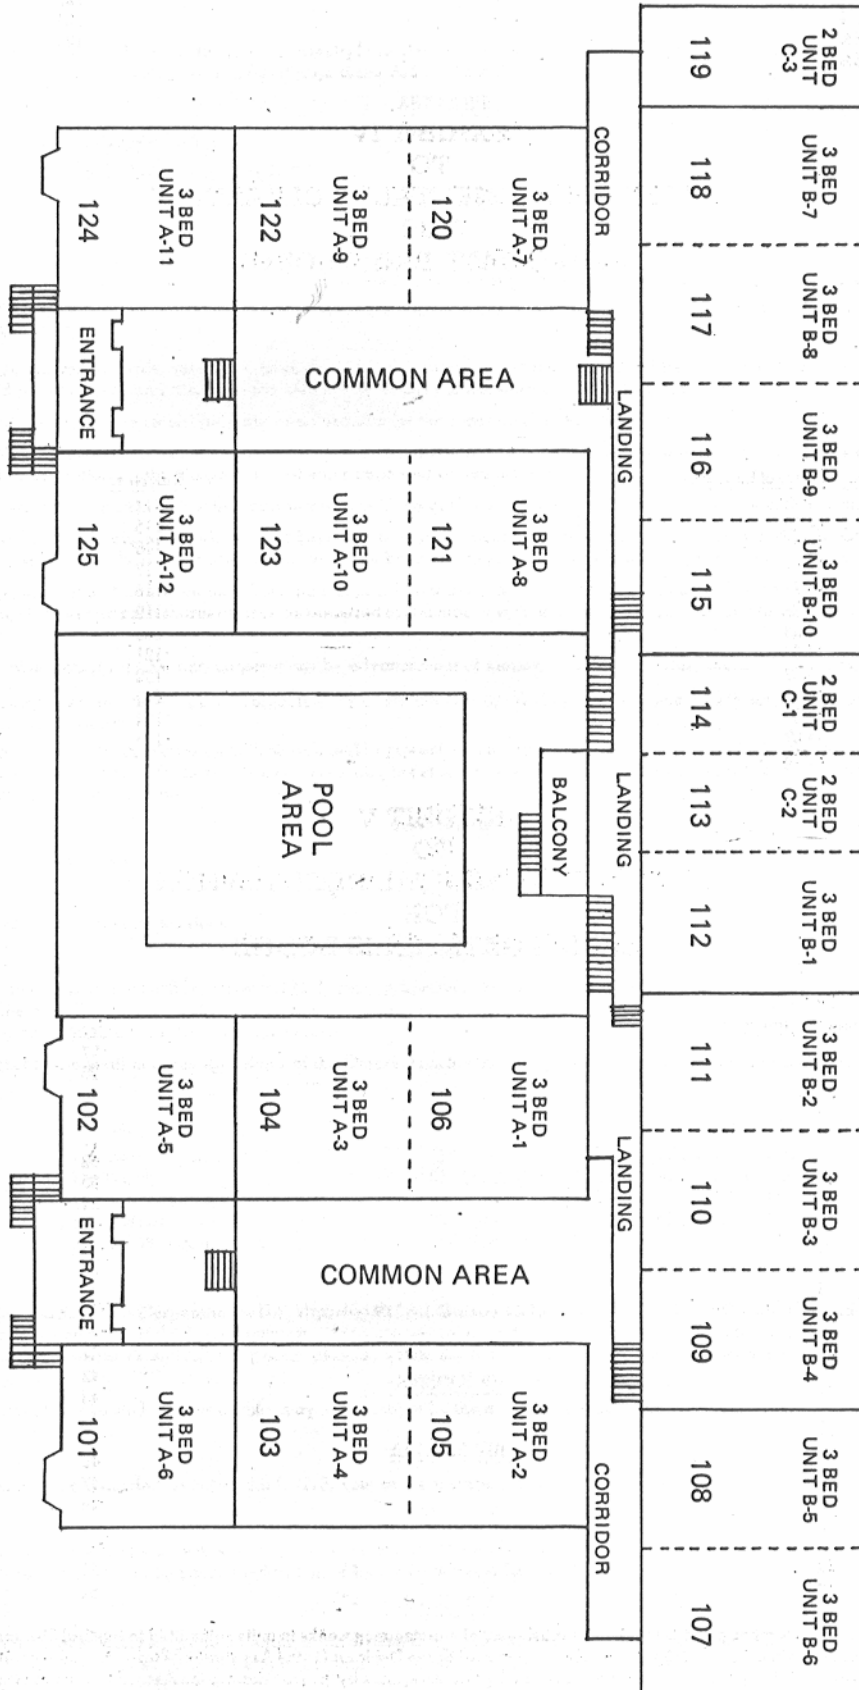 2 BED
UNIT
C-3
119
3 BED
UNIT B-7
118
3 BED
UNIT B-8
117
3 BED
UNIT B-9
116
3 BED
UNIT B-10
115
2 BED
UNIT
C-1
114
2 BED
UNIT
C-2
113
3 BED
UNIT B-1
112
3 BED
UNIT B-2
111
3 BED
UNIT B-3
110
3 BED
UNIT B-4
109
3 BED
UNIT B-5
108
3 BED
UNIT B-6
107
CORRIDOR
LANDING
LANDING
BALCONY
LANDING
CORRIDOR
3 BED
UNIT A-7
120
3 BED
UNIT A-9
122
3 BED
UNIT A-11
124
COMMON AREA
ENTRANCE
3 BED
UNIT A-8
121
3 BED
UNIT A-10
123
3 BED
UNIT A-12
125
POOL
AREA
3 BED
UNIT A-1
106
3 BED
UNIT A-3
104
3 BED
UNIT A-5
102
COMMON AREA
ENTRANCE
3 BED
UNIT A-2
105
3 BED
UNIT A-4
103
3 BED
UNIT A-6
101